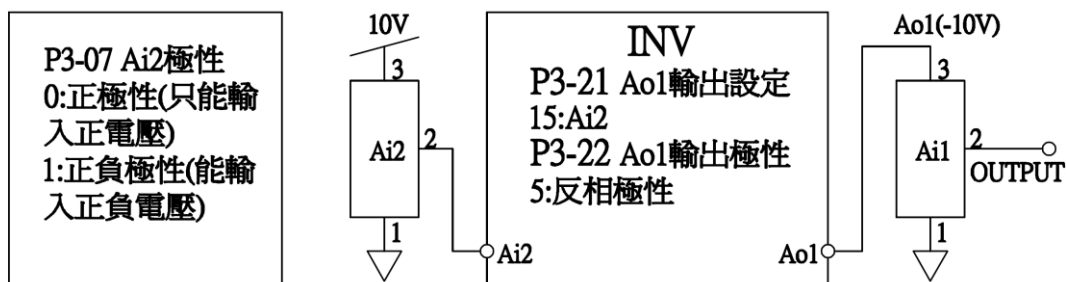 P3-07 Ai2極性
0:正極性(只能輸
入正電壓)
1:正負極性(能輸
入正負電壓)
10V
3
Ai2
2
1
INV
P3-21 Ao1輸出設定
15:Ai2
P3-22 Ao1輸出極性
5:反相極性
Ai2
Ao1
Ao1(-10V)
3
Ai1
2
OUTPUT
1